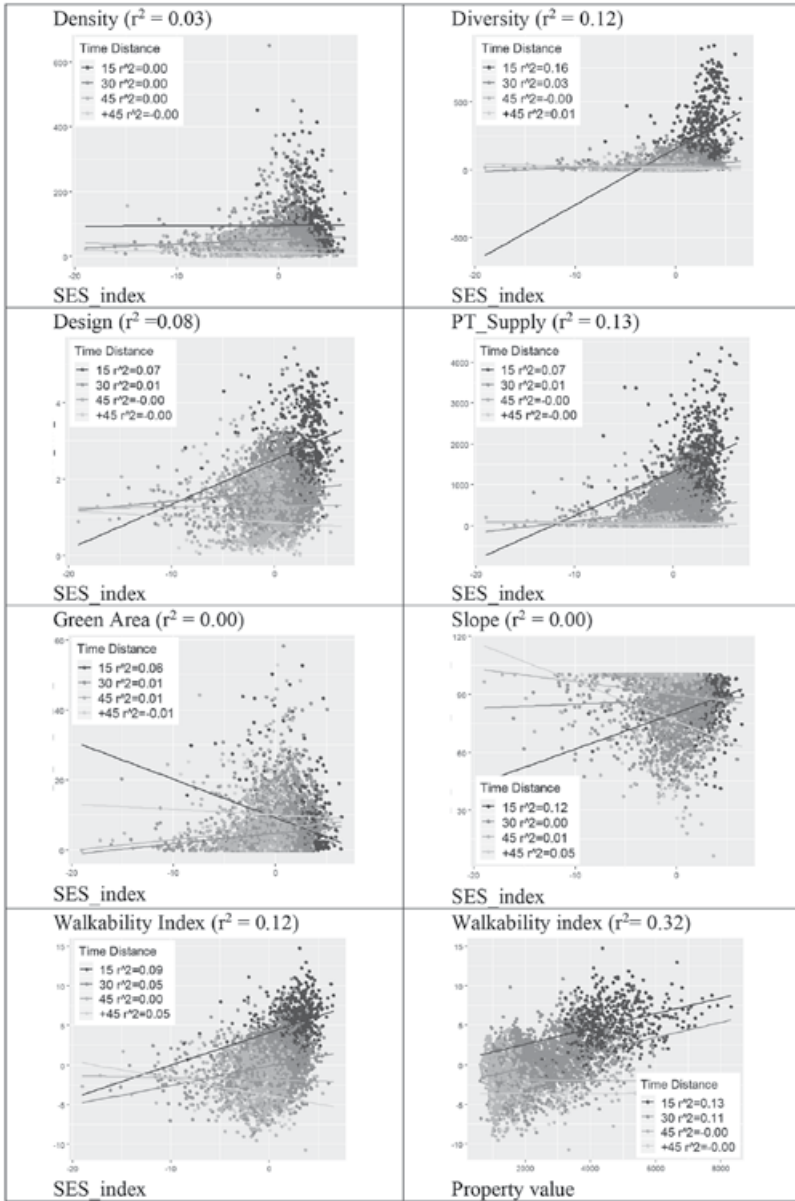 Density (r² = 0.03)
600
400
200
0
-20
-10
0
Time Distance
15 r^2=0.00
30 r^2=0.00
45 r^2=0.00
+45 r^2=-0.00
SES_index
Diversity (r² = 0.12)
500
0
-500
-20
-10
0
Time Distance
15 r^2=0.16
30 r^2=0.03
45 r^2=-0.00
+45 r^2=0.01
SES_index
Design (r² =0.08)
4
2
0
-20
-10
0
Time Distance
15 r^2=0.07
30 r^2=0.01
45 r^2=-0.00
+45 r^2=-0.00
SES_index
PT_Supply (r² = 0.13)
4000
3000
2000
1000
0
-20
-10
0
Time Distance
15 r^2=0.07
30 r^2=0.01
45 r^2=-0.00
+45 r^2=-0.00
SES_index
Green Area (r² = 0.00)
60
40
20
0
-20
-10
0
Time Distance
30 r^2=0.01
45 r^2=0.01
+45 r^2=-0.01
SES_index
Slope (r² = 0.00)
120
90
60
30
-20
-10
0
Time Distance
15 r^2=0.12
30 r^2=0.00
45 r^2=0.01
+45 r^2=0.05
SES_index
Walkability Index (r² = 0.12)
15
10
5
0
-5
-10
-20
-10
0
Time Distance
15 r^2=0.09
30 r^2=0.05
45 r^2=0.00
+45 r^2=0.05
SES_index
Walkability index (r²= 0.32)
15
10
5
0
-5
-10
2000
4000
6000
8000
Time Distance
15 r^2=0.13
30 r^2=0.11
45 r^2=-0.00
+45 r^2=-0.00
Property value